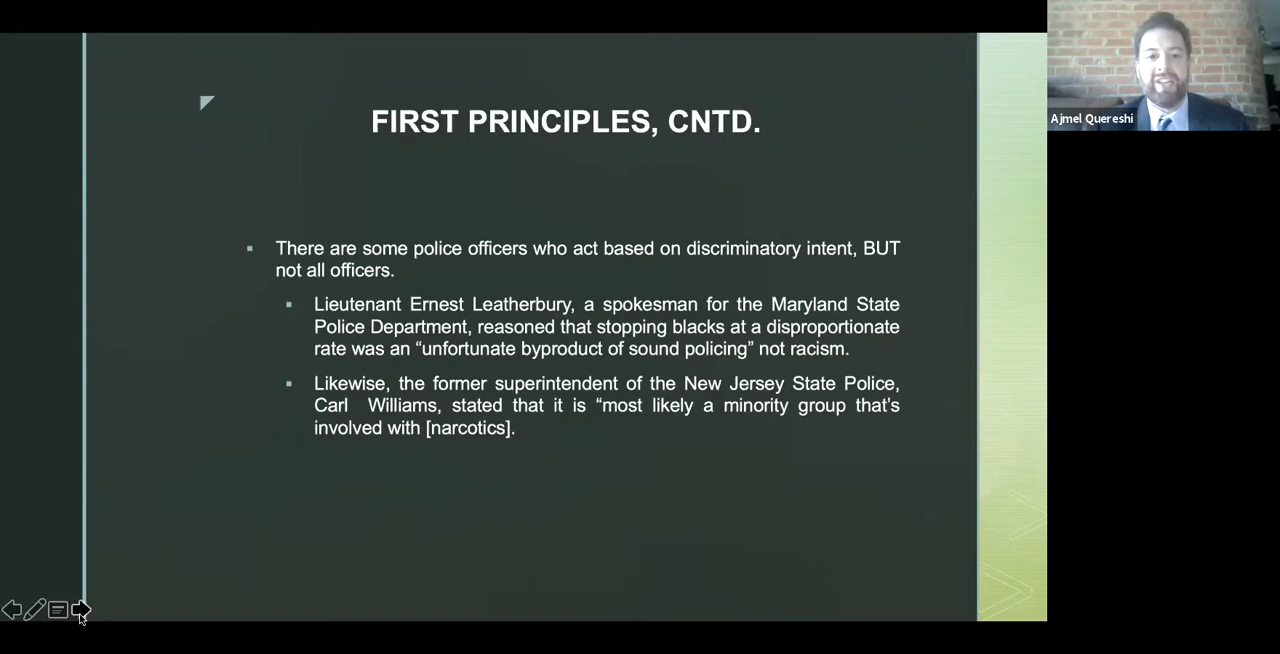 FIRST PRINCIPLES, CNTD.
There are some police officers who act based on discriminatory intent, BUT
not all officers.
Lieutenant Ernest Leatherbury, a spokesman for the Maryland State
Police Department, reasoned that stopping blacks at a disproportionate
rate was an “unfortunate byproduct of sound policing” not racism.
Likewise, the former superintendent of the New Jersey State Police,
Carl Williams, stated that it is “most likely a minority group that’s
involved with [narcotics].
Ajmel Quereshi